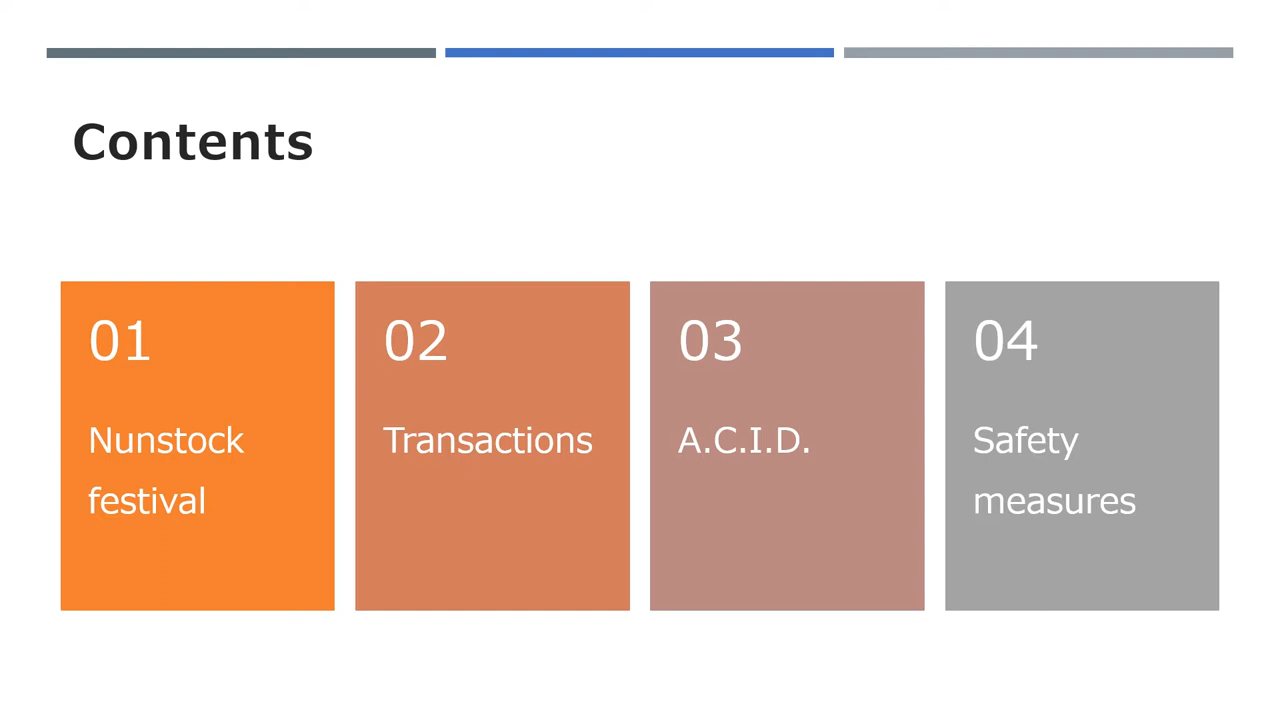 Contents
01
Nunstock
festival
02
Transactions
03
A.C.I.D.
04
Safety
measures